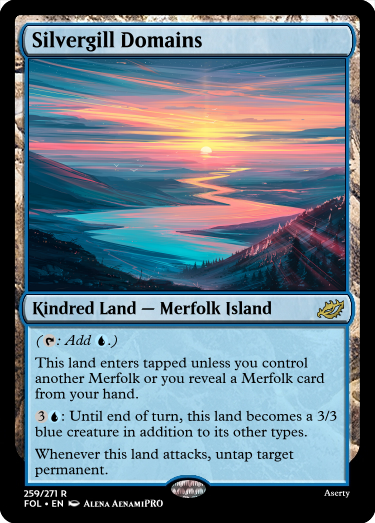 Silvergill Domains
Kindred Land — Merfolk Island
(: Add .)
This land enters tapped unless you control
another Merfolk or you reveal a Merfolk card
from your hand.
3: Until end of turn, this land becomes a 3/3
blue creature in addition to its other types.
Whenever this land attacks, untap target
permanent.
259/271 R
Aserty
FOL • EN Alena AenamiPRO